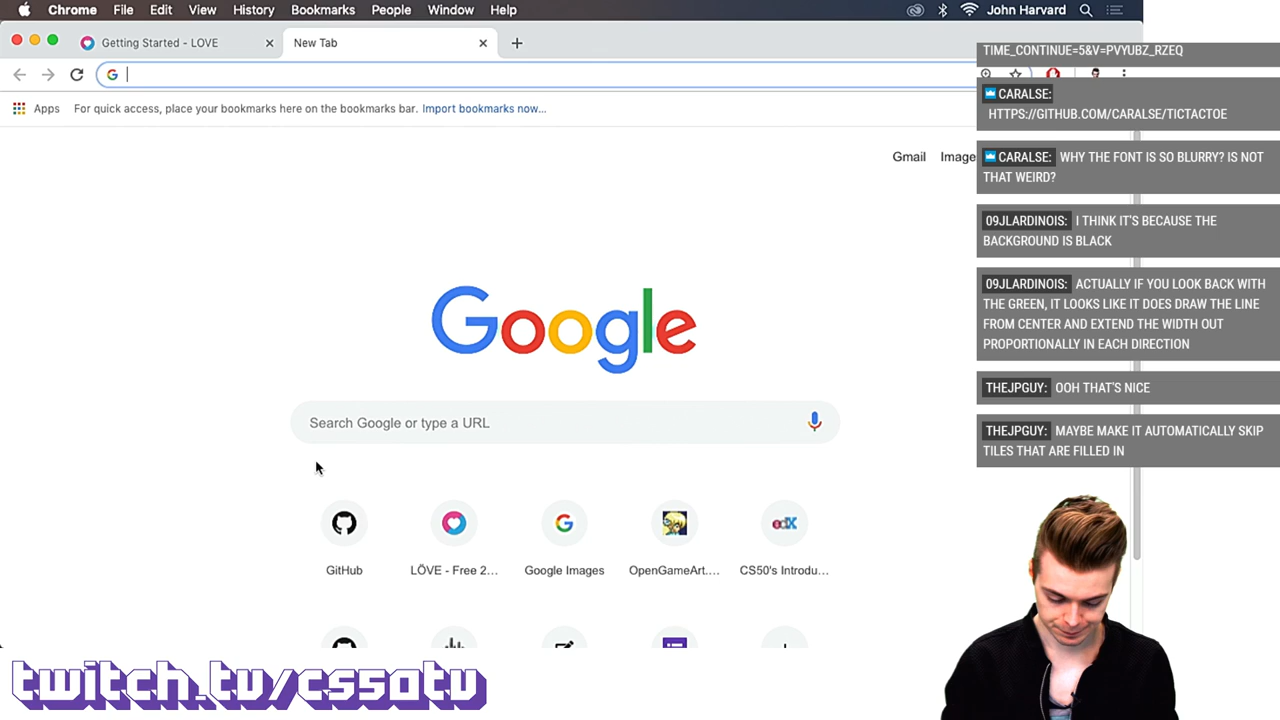 Chrome File Edit View History Bookmarks People Window Help John Harvard
Getting Started - LOVE New Tab
Apps For quick access, place your bookmarks here on the bookmarks bar. Import bookmarks now...
Gmail Image
Google
Search Google or type a URL
GitHub LÖVE - Free 2... Google Images OpenGameArt.... CS50's Introdu...
TIME_CONTINUE=5&V=PVYUBZ_RZEQ
CARALSE:
HTTPS://GITHUB.COM/CARALSE/TICTACTOE
CARALSE: WHY THE FONT IS SO BLURRY? IS NOT
THAT WEIRD?
09JLARDINOIS: I THINK IT'S BECAUSE THE
BACKGROUND IS BLACK
09JLARDINOIS: ACTUALLY IF YOU LOOK BACK WITH
THE GREEN, IT LOOKS LIKE IT DOES DRAW THE LINE
FROM CENTER AND EXTEND THE WIDTH OUT
PROPORTIONALLY IN EACH DIRECTION
THEJPGUY: OOH THAT'S NICE
THEJPGUY: MAYBE MAKE IT AUTOMATICALLY SKIP
TILES THAT ARE FILLED IN
twitch.tv/cs50tv